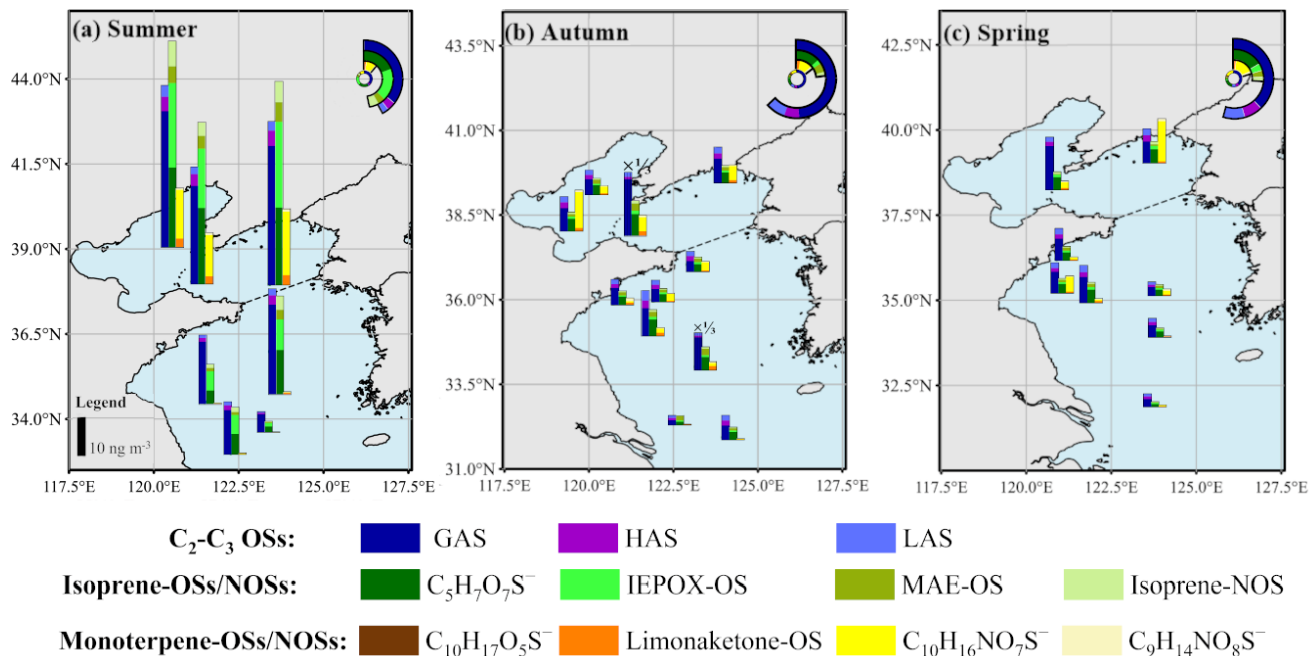 (a) Summer
44.0°N
41.5°N
39.0°N
36.5°N
34.0°N
Legend
10 ng m⁻³
117.5°E 120.0°E 122.5°E 125.0°E 127.5°E
(b) Autumn
43.5°N
41.0°N
38.5°N
36.0°N
33.5°N
31.0°N
×⅓
117.5°E 120.0°E 122.5°E 125.0°E 127.5°E
(c) Spring
42.5°N
40.0°N
37.5°N
35.0°N
32.5°N
117.5°E 120.0°E 122.5°E 125.0°E 127.5°E
C₂-C₃ OSs: GAS HAS LAS
Isoprene-OSs/NOSs: C₅H₇O₇S⁻ IEPOX-OS MAE-OS Isoprene-NOS
Monoterpene-OSs/NOSs: C₁₀H₁₇O₅S⁻ Limonaketone-OS C₁₀H₁₆NO₇S⁻ C₉H₁₄NO₈S⁻